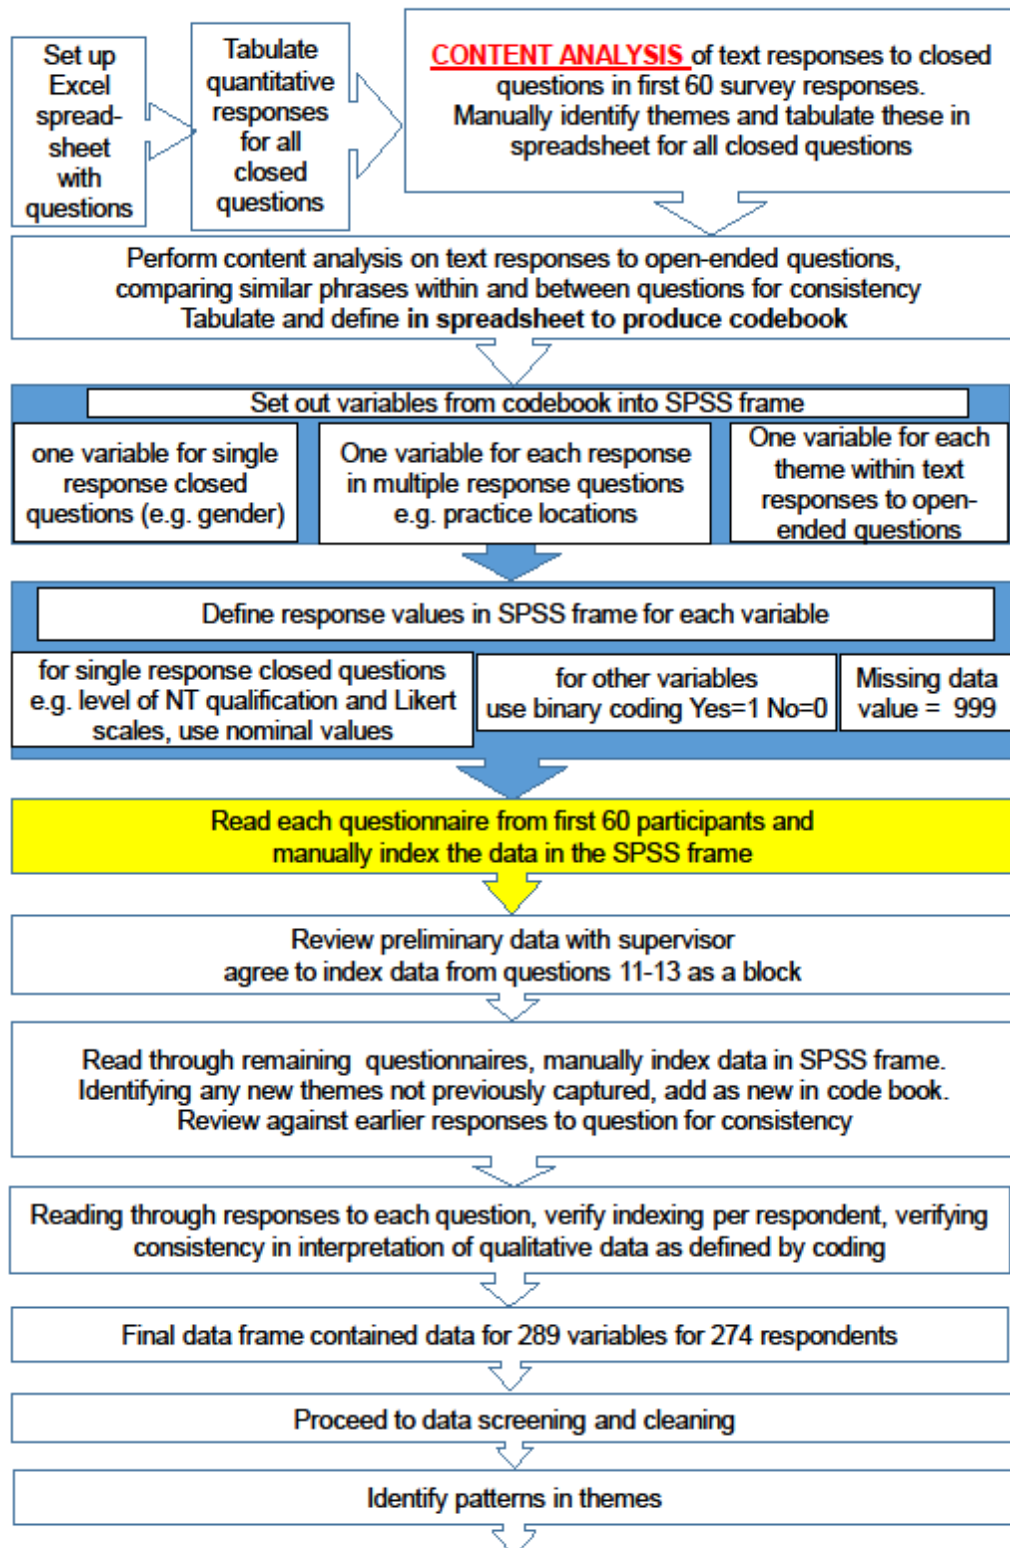 Set up
Excel
spread-
sheet
with
questions
Tabulate
quantitative
responses
for all
closed
questions
CONTENT ANALYSIS of text responses to closed
questions in first 60 survey responses.
Manually identify themes and tabulate these in
spreadsheet for all closed questions
Perform content analysis on text responses to open-ended questions,
comparing similar phrases within and between questions for consistency
Tabulate and define in spreadsheet to produce codebook
Set out variables from codebook into SPSS frame
one variable for single
response closed
questions (e.g. gender)
One variable for each response
in multiple response questions
e.g. practice locations
One variable for each
theme within text
responses to open-
ended questions
Define response values in SPSS frame for each variable
for single response closed questions
e.g. level of NT qualification and Likert
scales, use nominal values
for other variables
use binary coding Yes=1 No=0
Missing data
value = 999
Read each questionnaire from first 60 participants and
manually index the data in the SPSS frame
Review preliminary data with supervisor
agree to index data from questions 11-13 as a block
Read through remaining questionnaires, manually index data in SPSS frame.
Identifying any new themes not previously captured, add as new in code book.
Review against earlier responses to question for consistency
Reading through responses to each question, verify indexing per respondent, verifying
consistency in interpretation of qualitative data as defined by coding
Final data frame contained data for 289 variables for 274 respondents
Proceed to data screening and cleaning
Identify patterns in themes